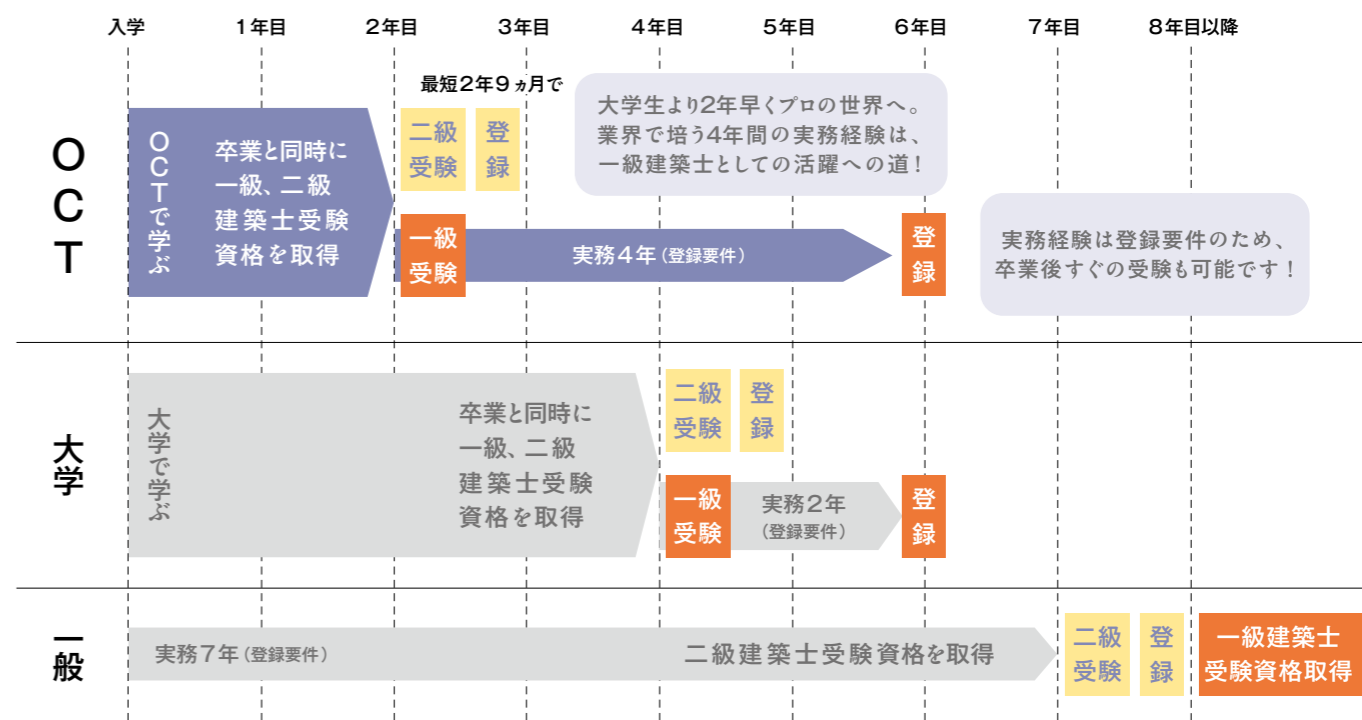 入学 1年目 2年目 3年目 4年目 5年目 6年目 7年目 8年目以降
OCT
OCTで学ぶ
卒業と同時に
一級、二級
建築士受験
資格を取得
最短2年9ヵ月で
二級
受験
登録
大学生より2年早くプロの世界へ。
業界で培う4年間の実務経験は、
一級建築士としての活躍への道！
一級
受験
実務4年(登録要件)
登録
実務経験は登録要件のため、
卒業後すぐの受験も可能です！
大学
大学で学ぶ
卒業と同時に
一級、二級
建築士受験
資格を取得
二級
受験
登録
一級
受験
実務2年
(登録要件)
登録
一般
実務7年(登録要件)
二級建築士受験資格を取得
二級
受験
登録
一級建築士
受験資格取得